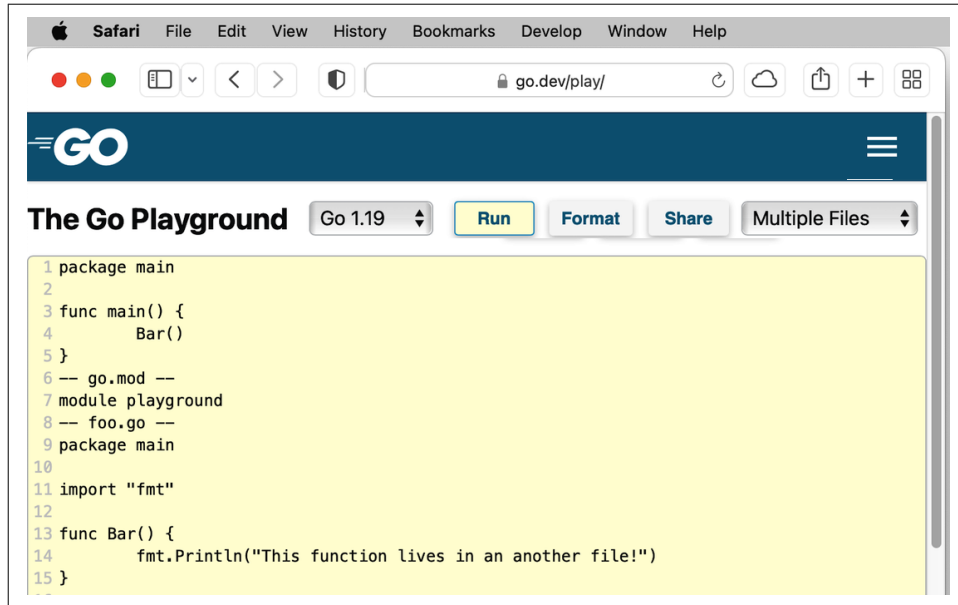 Safari File Edit View History Bookmarks Develop Window Help
go.dev/play/
GO
The Go Playground Go 1.19 Run Format Share Multiple Files
1 package main
2
3 func main() {
4         Bar()
5 }
6 -- go.mod --
7 module playground
8 -- foo.go --
9 package main
10
11 import "fmt"
12
13 func Bar() {
14         fmt.Println("This function lives in an another file!")
15 }